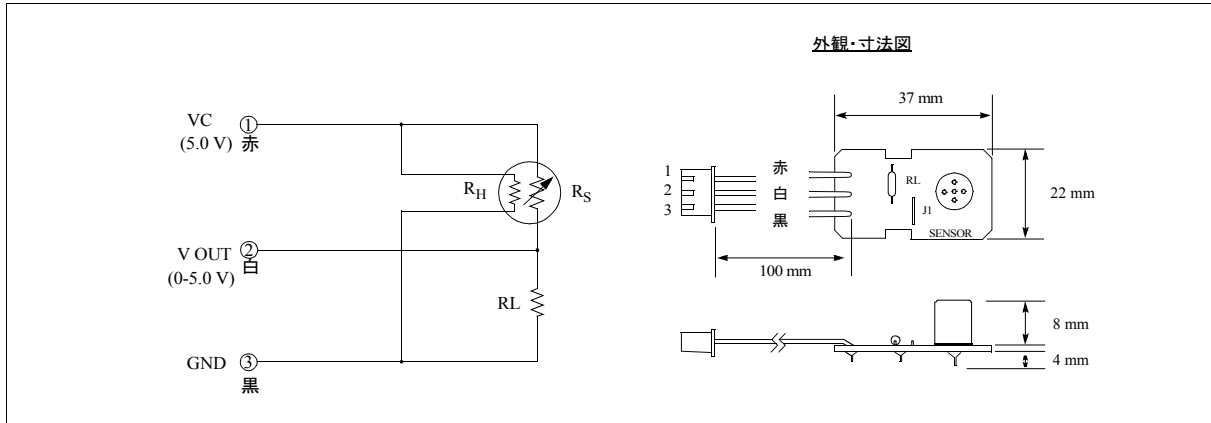 外観・寸法図
VC ①
(5.0 V) 赤
RH
RS
V OUT ②
(0-5.0 V) 白
RL
GND ③
黒
37 mm
1
2
3
赤
白
黒
RL
J1
SENSOR
22 mm
100 mm
8 mm
4 mm